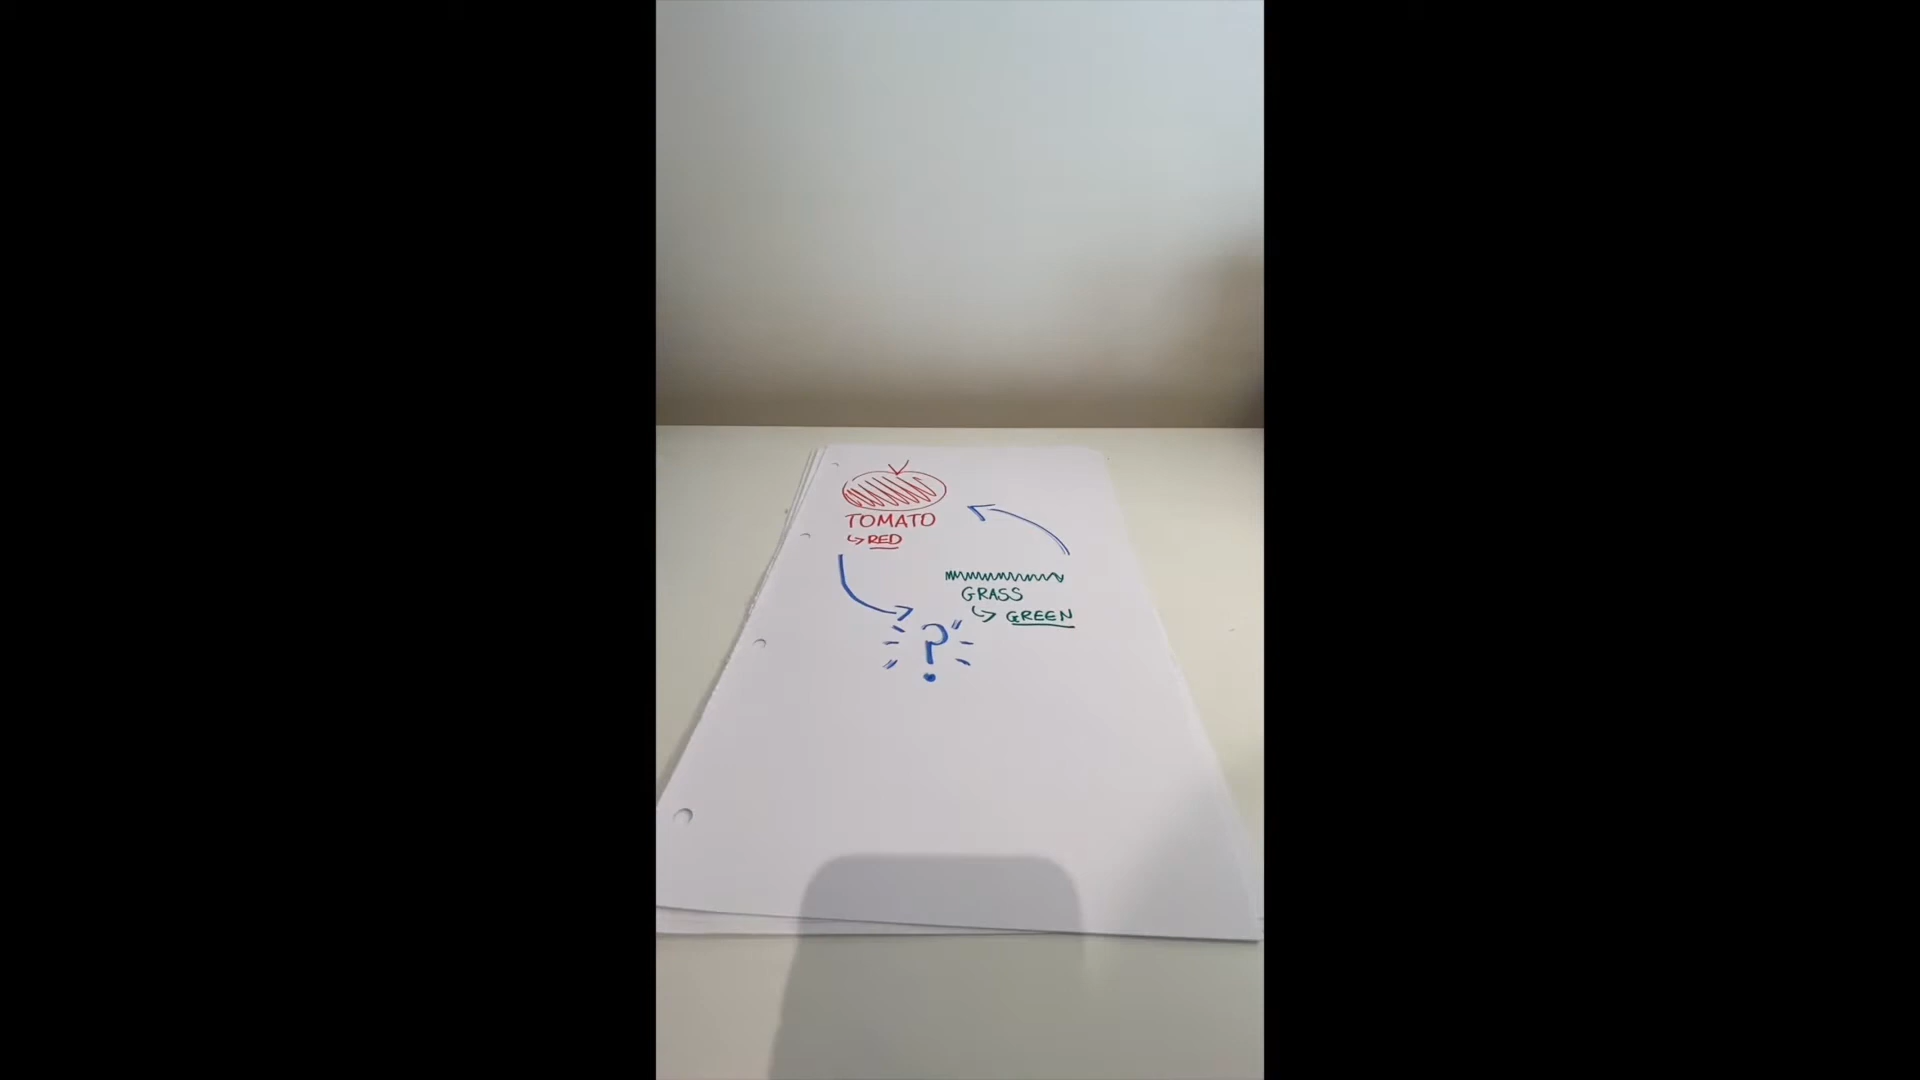 TOMATO
↳ RED
GRASS
↳ GREEN
?